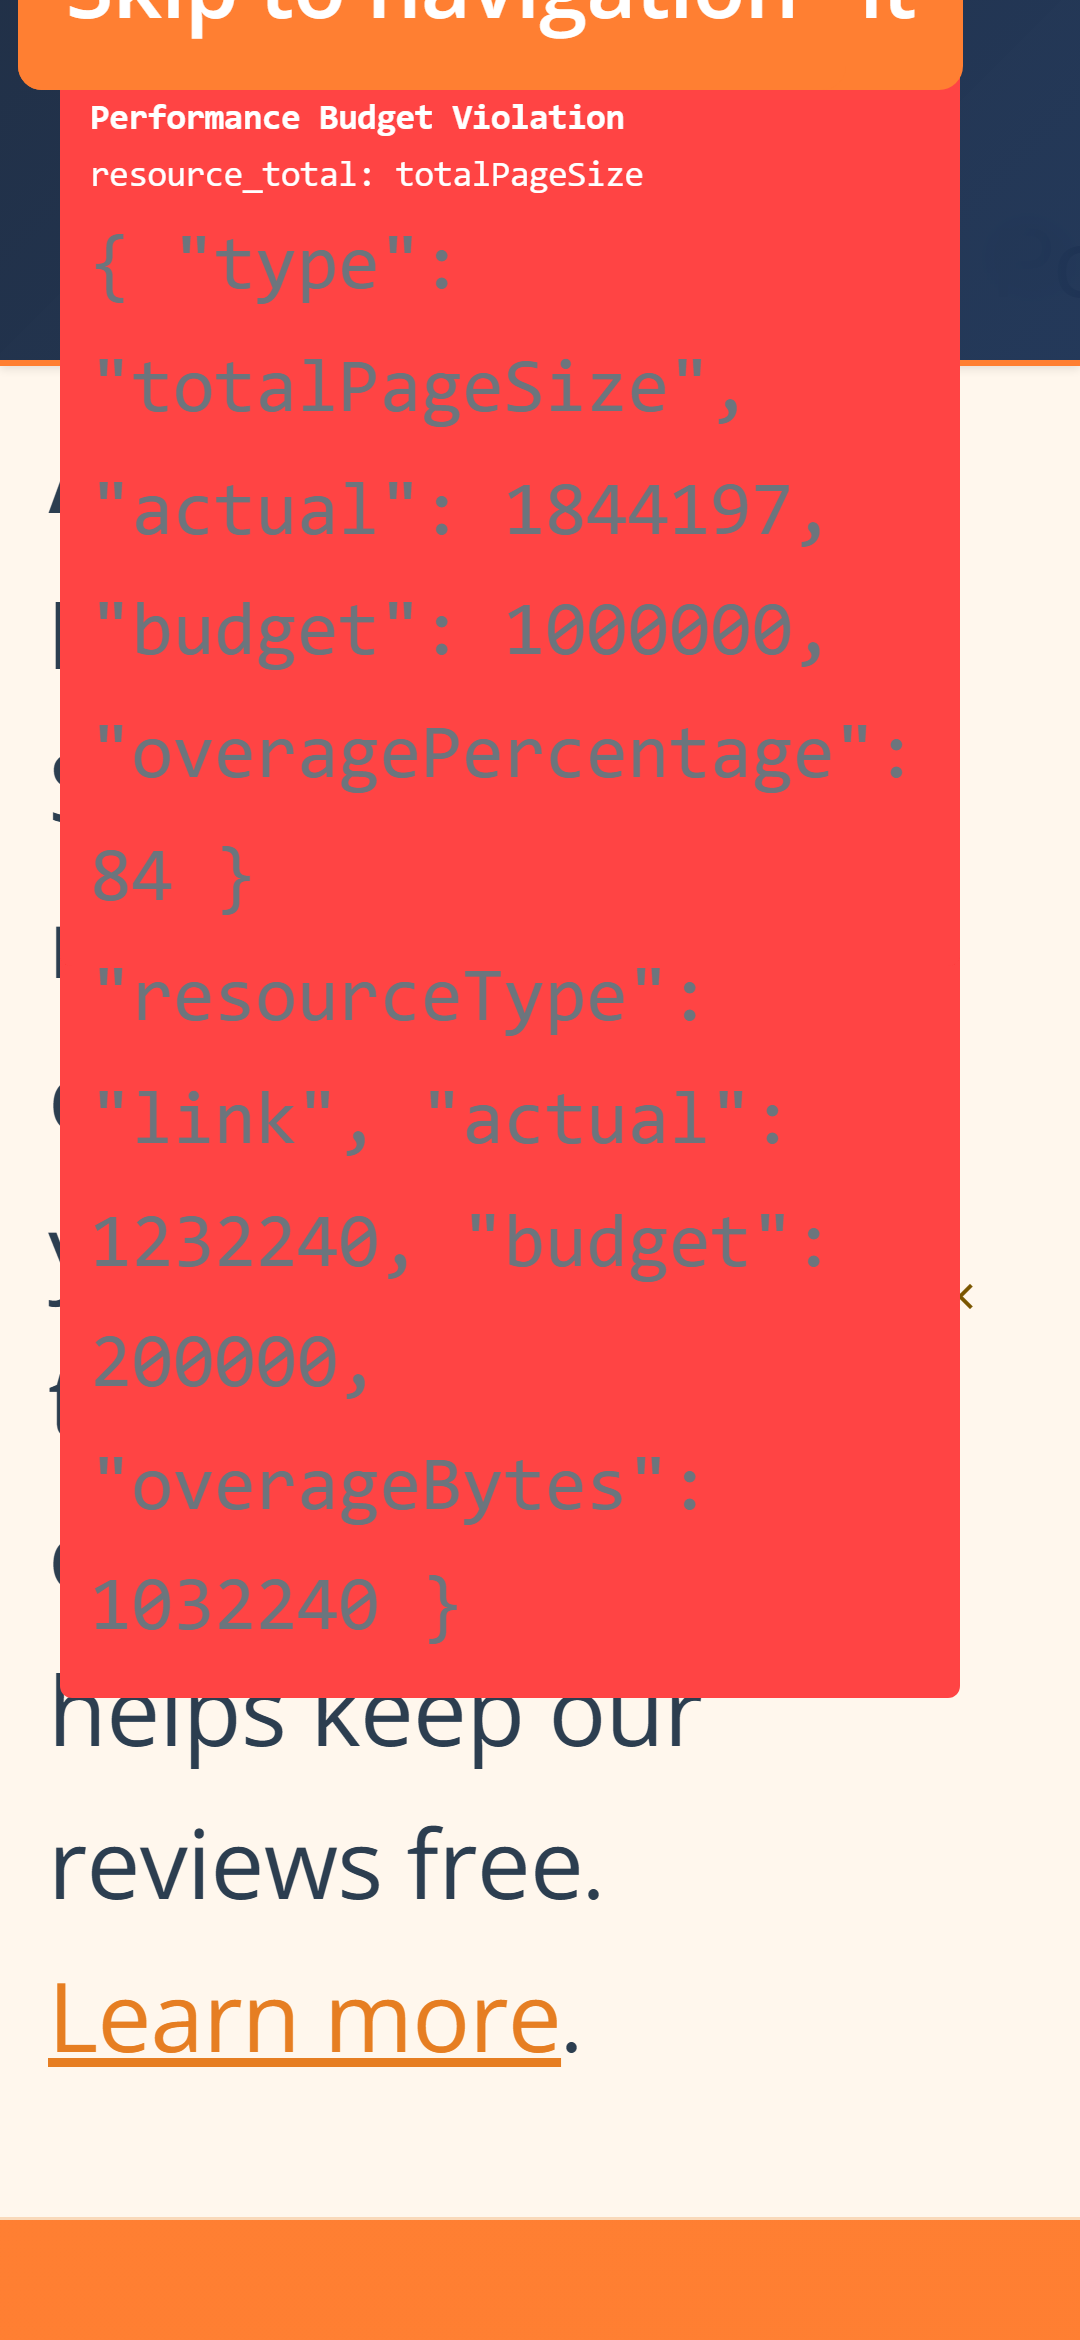 Skip to navigation
Performance Budget Violation
resource_total: totalPageSize
{ "type":
"totalPageSize",
"actual": 1844197,
"budget": 1000000,
"overagePercentage":
84 }
"resourceType":
"link", "actual":
1232240, "budget":
200000,
"overageBytes":
1032240 }
helps keep our
reviews free.
Learn more.